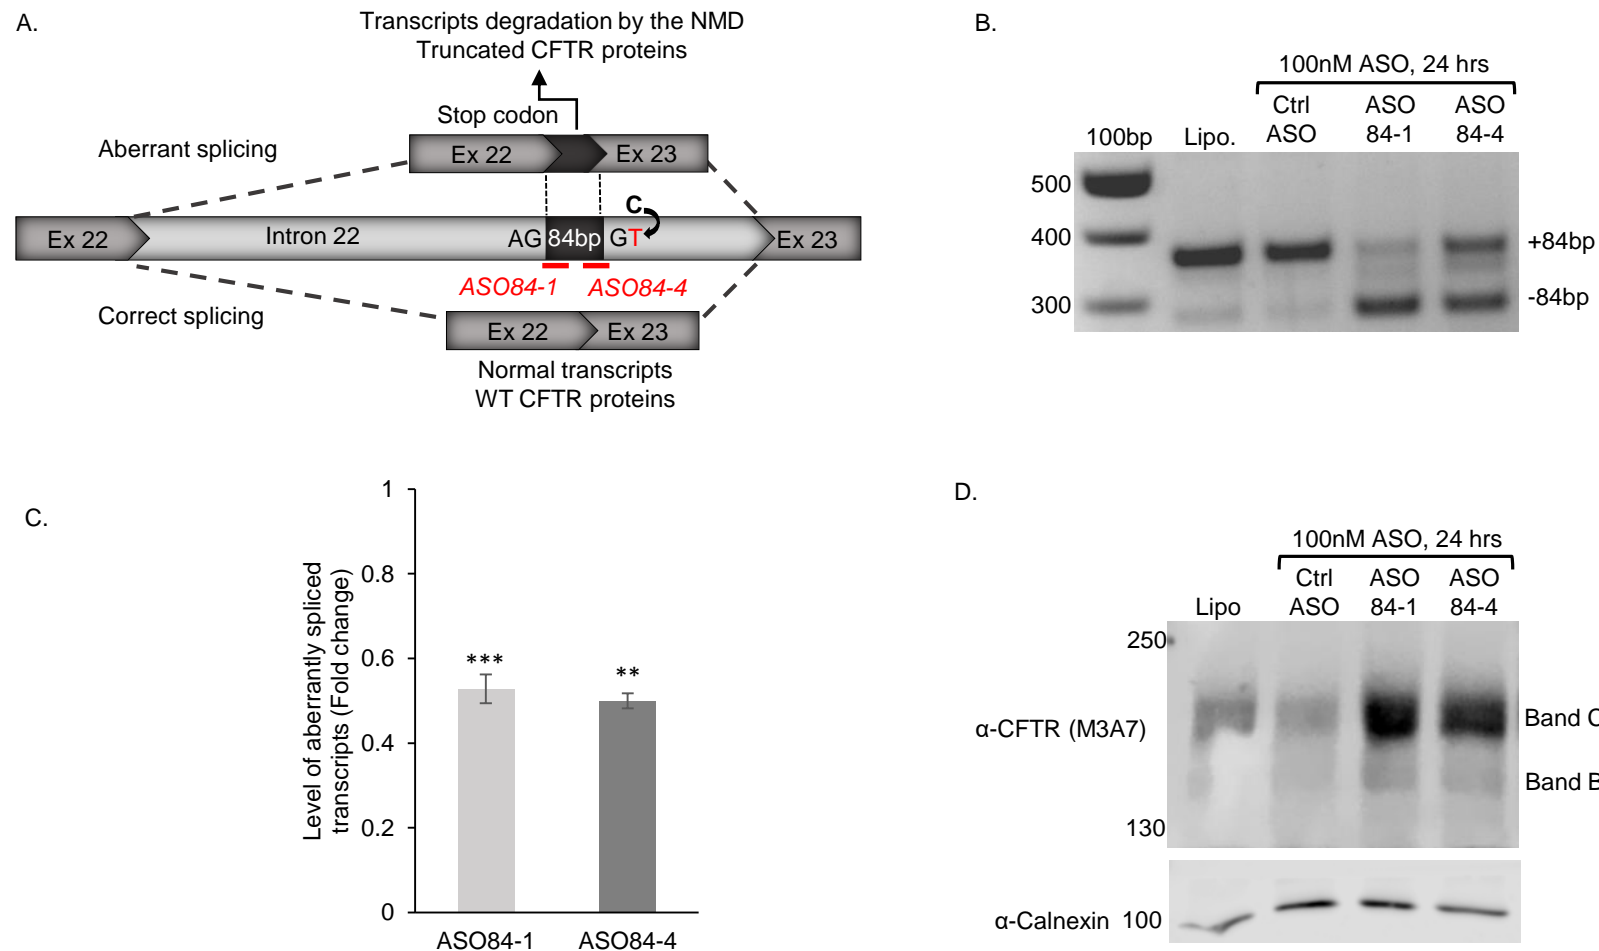 A.
Transcripts degradation by the NMD
Truncated CFTR proteins
Stop codon
Aberrant splicing
Ex 22
Ex 23
C
Ex 22
Intron 22
AG
84bp
GT
Ex 23
ASO84-1
ASO84-4
Correct splicing
Ex 22
Ex 23
Normal transcripts
WT CFTR proteins
B.
100nM ASO, 24 hrs
100bp
Lipo.
Ctrl
ASO
ASO
84-1
ASO
84-4
500
400
300
+84bp
-84bp
C.
Level of aberrantly spliced
transcripts (Fold change)
1
0.8
0.6
0.4
0.2
0
***
**
ASO84-1
ASO84-4
D.
100nM ASO, 24 hrs
Lipo
Ctrl
ASO
ASO
84-1
ASO
84-4
250
α-CFTR (M3A7)
130
Band C
Band B
α-Calnexin
100